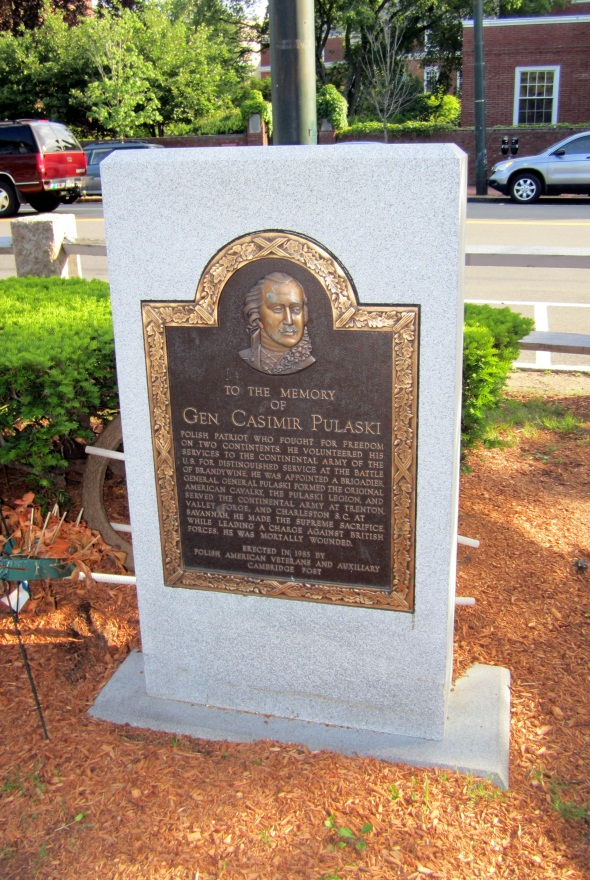 TO THE MEMORY
OF
GEN CASIMIR PULASKI
POLISH PATRIOT WHO FOUGHT FOR FREEDOM
ON TWO CONTINTENTS. HE VOLUNTEERED HIS
SERVICES TO THE CONTINENTAL ARMY OF THE
U.S. FOR DISTINGUISHED SERVICE AT THE BATTLE
OF BRANDYWINE, HE WAS APPOINTED A BRIGADIER
GENERAL. GENERAL PULASKI FORMED THE ORIGINAL
AMERICAN CAVALRY, THE PULASKI LEGION, AND
SERVED THE CONTINENTAL ARMY AT TRENTON,
VALLEY FORGE, AND CHARLESTON S.C. AT
SAVANNAH, HE MADE THE SUPREME SACRIFICE.
WHILE LEADING A CHARGE AGAINST BRITISH
FORCES, HE WAS MORTALLY WOUNDED.
ERECTED IN 1985 BY
POLISH AMERICAN VETERANS AND AUXILIARY
CAMBRIDGE POST